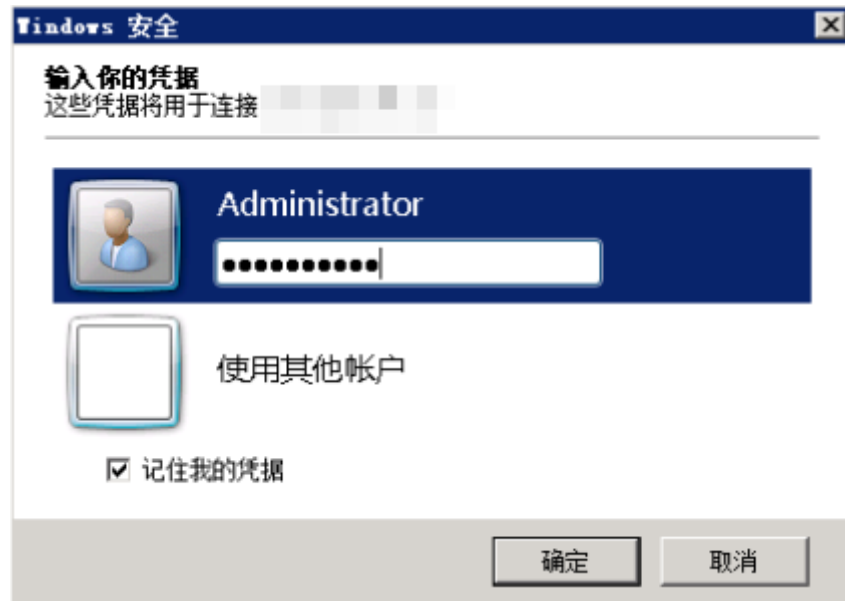 Windows 安全
输入你的凭据
这些凭据将用于连接
Administrator
●●●●●●●●●●
使用其他帐户
记住我的凭据
确定
取消